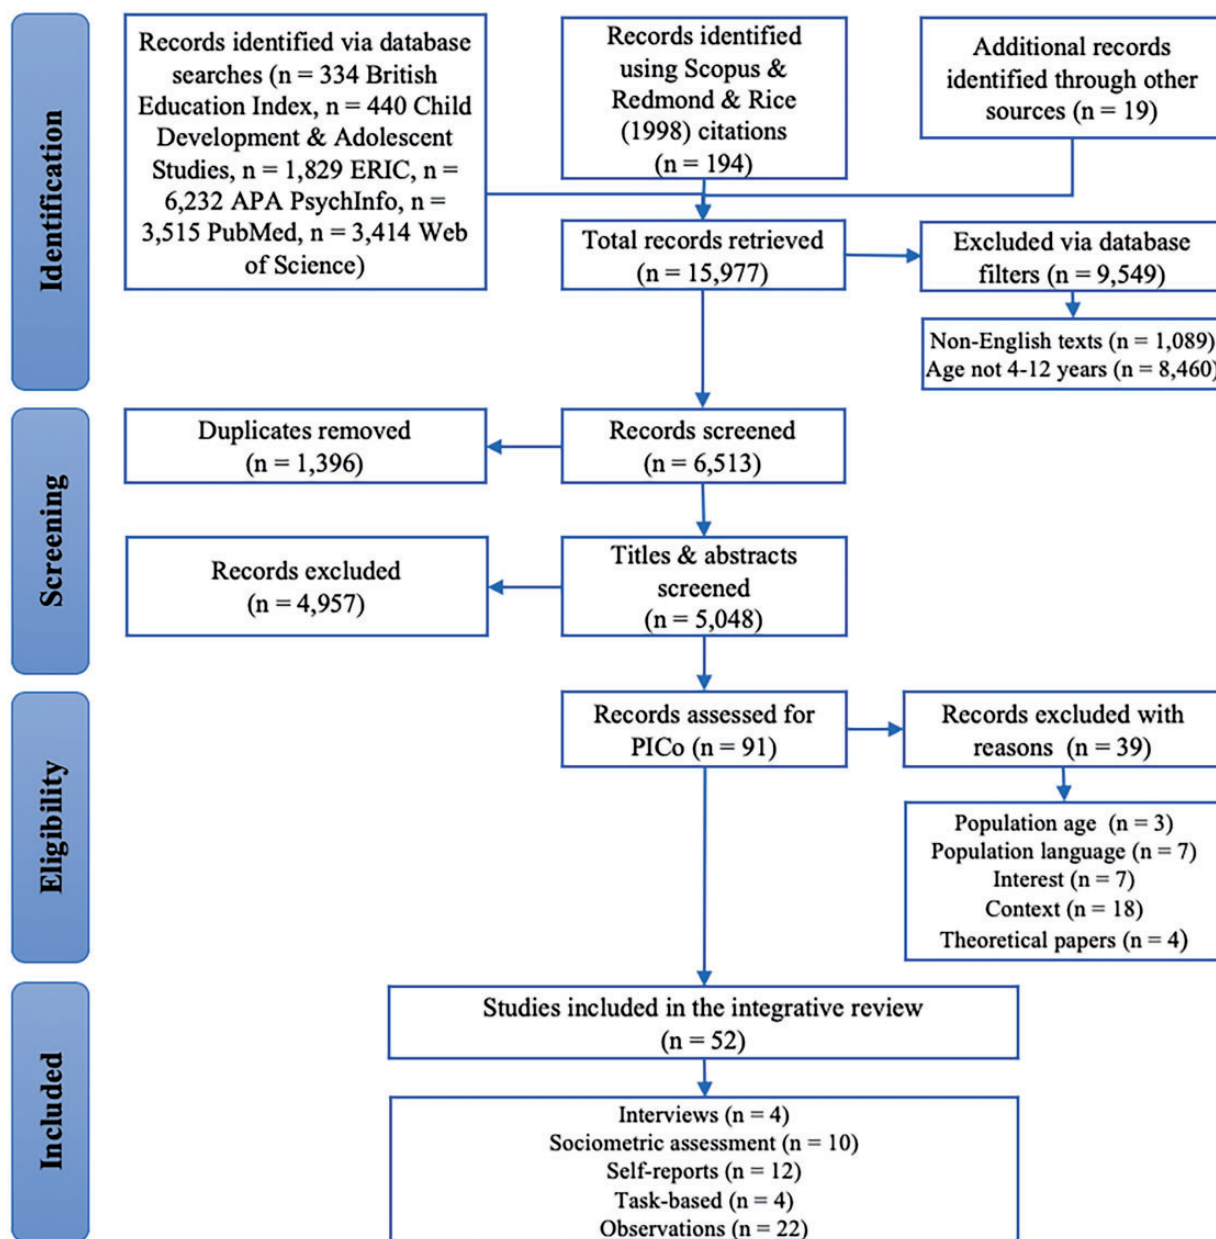 Identification
Records identified via database
searches (n = 334 British
Education Index, n = 440 Child
Development & Adolescent
Studies, n = 1,829 ERIC, n =
6,232 APA PsychInfo, n =
3,515 PubMed, n = 3,414 Web
of Science)
Records identified
using Scopus &
Redmond & Rice
(1998) citations
(n = 194)
Additional records
identified through other
sources (n = 19)
Total records retrieved
(n = 15,977)
Excluded via database
filters (n = 9,549)
Non-English texts (n = 1,089)
Age not 4-12 years (n = 8,460)
Screening
Duplicates removed
(n = 1,396)
Records screened
(n = 6,513)
Records excluded
(n = 4,957)
Titles & abstracts
screened
(n = 5,048)
Eligibility
Records assessed for
PICo (n = 91)
Records excluded with
reasons (n = 39)
Population age (n = 3)
Population language (n = 7)
Interest (n = 7)
Context (n = 18)
Theoretical papers (n = 4)
Included
Studies included in the integrative review
(n = 52)
Interviews (n = 4)
Sociometric assessment (n = 10)
Self-reports (n = 12)
Task-based (n = 4)
Observations (n = 22)